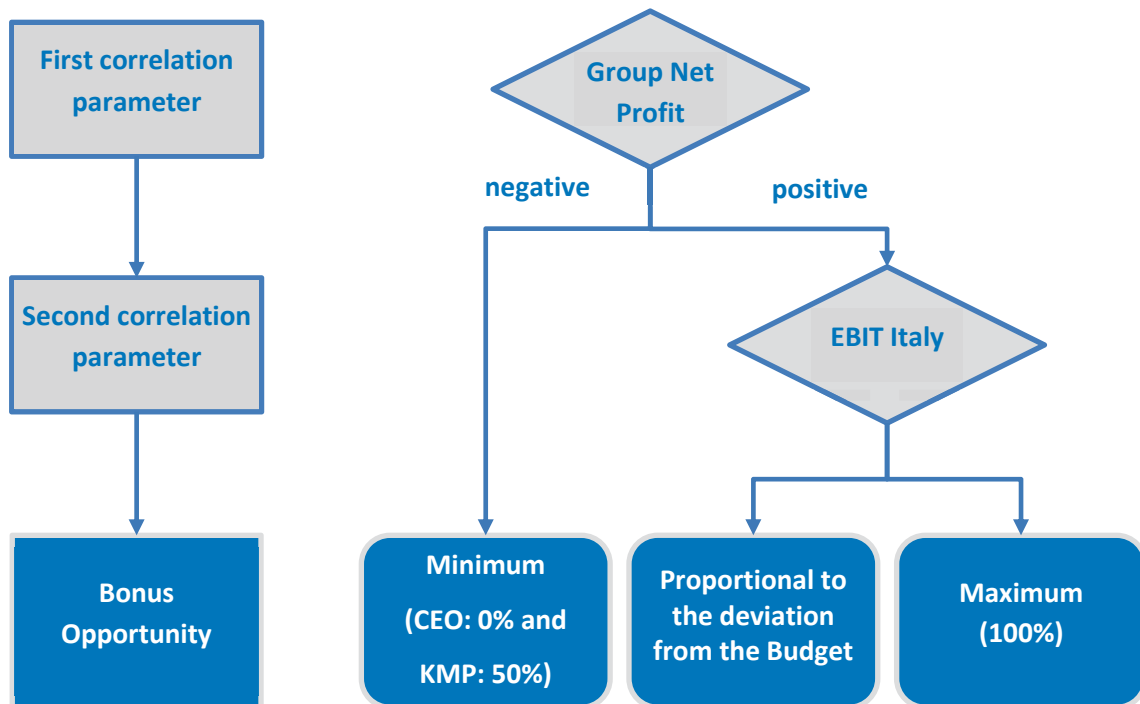 First correlation
parameter
Group Net
Profit
negative
positive
Second correlation
parameter
EBIT Italy
Bonus
Opportunity
Minimum
(CEO: 0% and
KMP: 50%)
Proportional to
the deviation
from the Budget
Maximum
(100%)